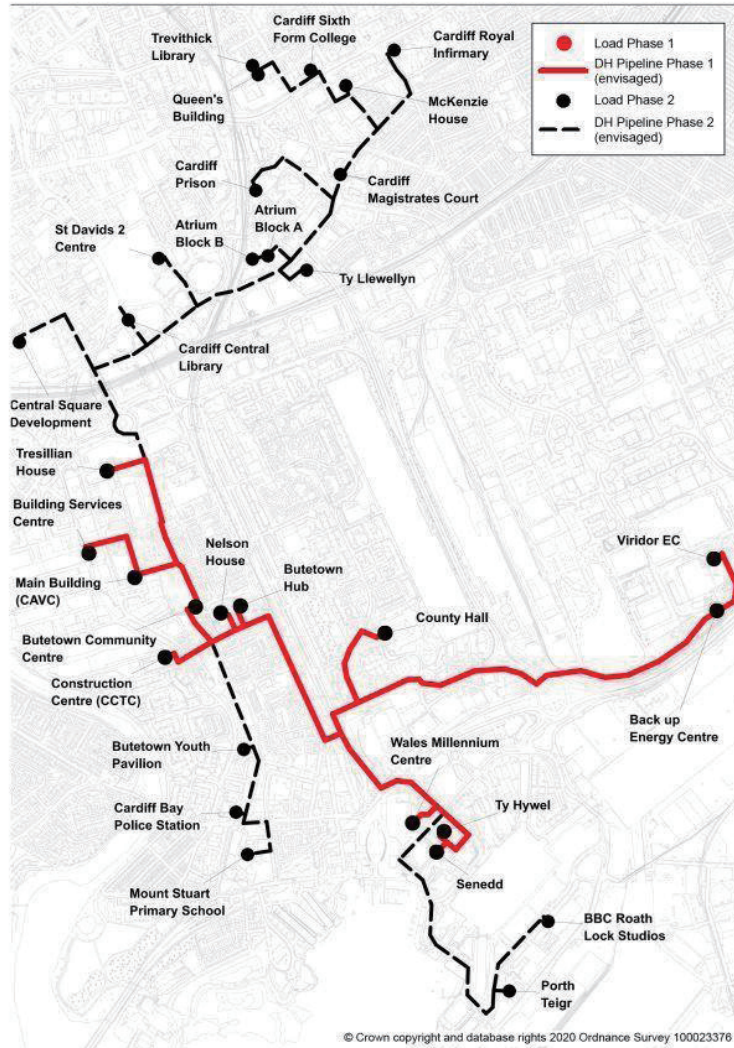 Trevithick
Library
Cardiff Sixth
Form College
Cardiff Royal
Infirmary
Load Phase 1
DH Pipeline Phase 1
(envisaged)
Load Phase 2
DH Pipeline Phase 2
(envisaged)
Queen's
Building
McKenzie
House
Cardiff
Prison
Cardiff
Magistrates Court
Atrium
Block A
Atrium
Block B
St Davids 2
Centre
Ty Llewellyn
Cardiff Central
Library
Central Square
Development
Tresillian
House
Building Services
Centre
Nelson
House
Butetown
Hub
Viridor EC
Main Building
(CAVC)
County Hall
Butetown Community
Centre
Construction
Centre (CCTC)
Back up
Energy Centre
Wales Millennium
Centre
Butetown Youth
Pavilion
Ty Hywel
Cardiff Bay
Police Station
Senedd
Mount Stuart
Primary School
BBC Roath
Lock Studios
Porth
Teigr
© Crown copyright and database rights 2020 Ordnance Survey 100023376